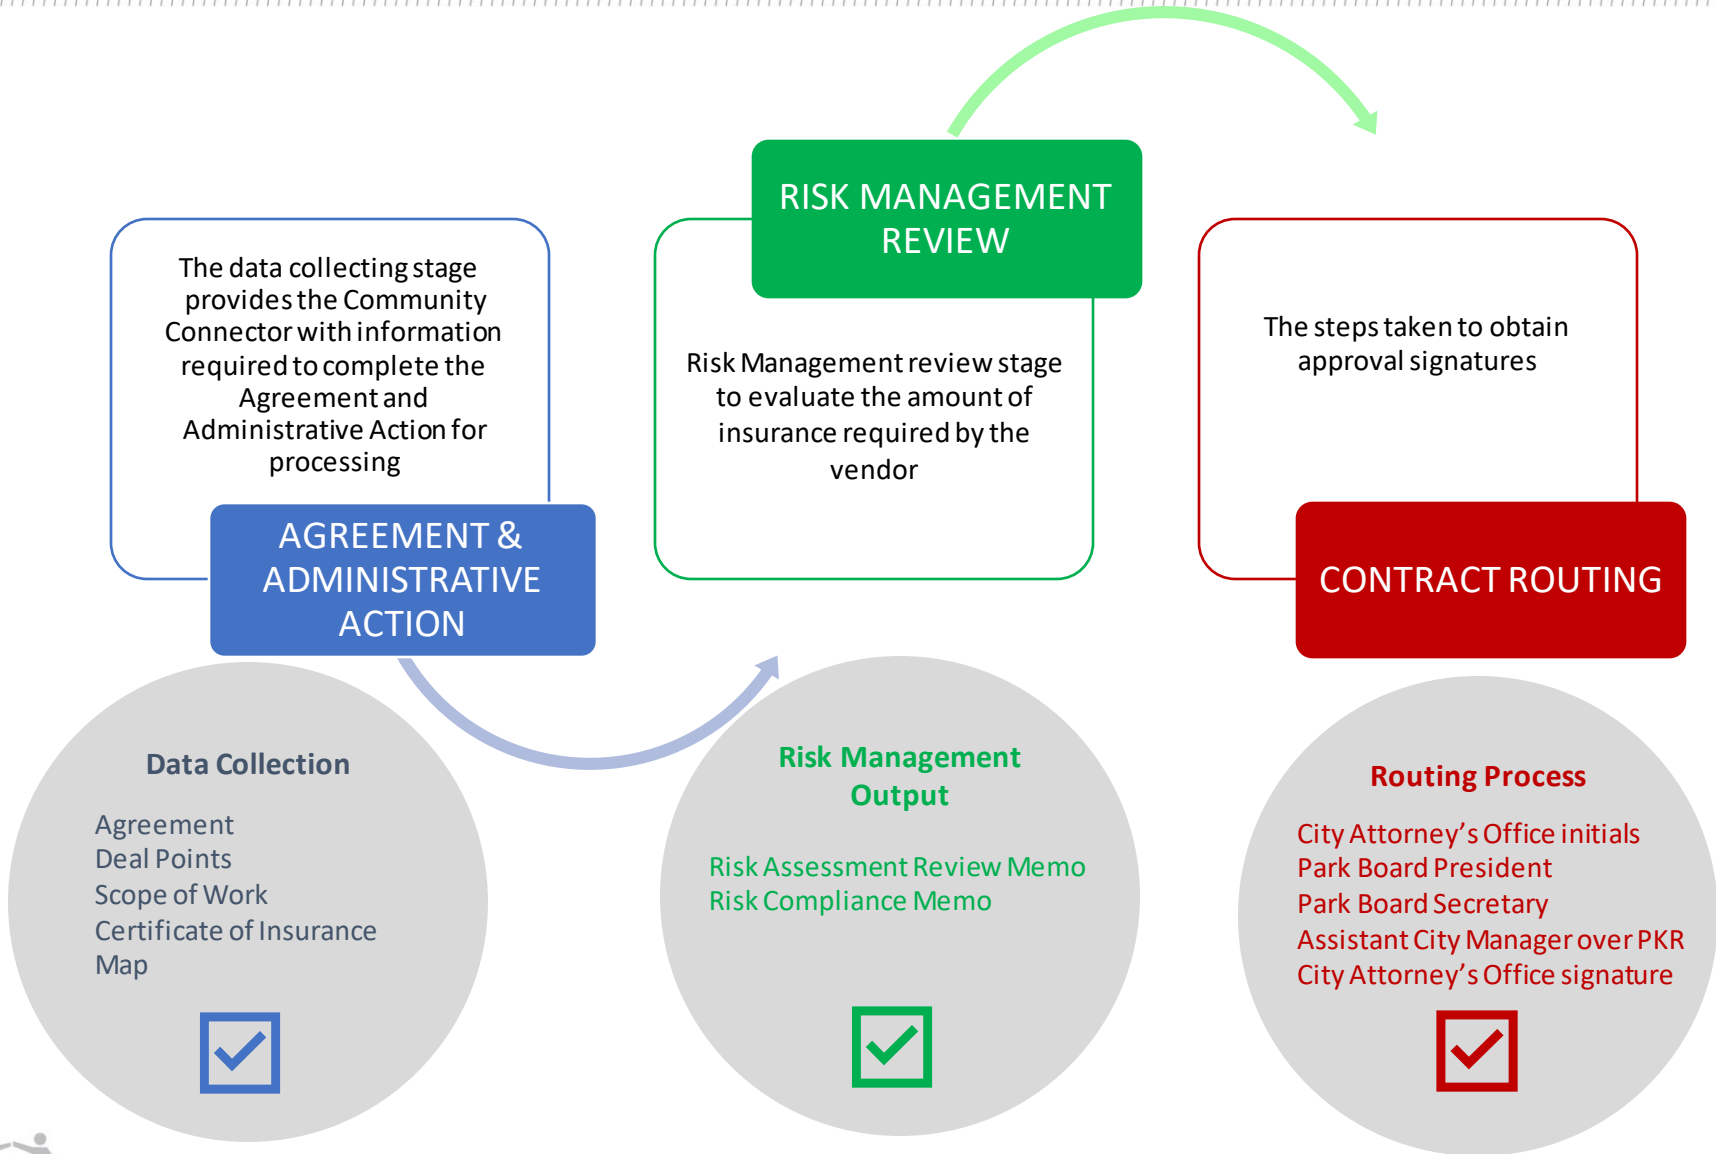 The data collecting stage
provides the Community
Connector with information
required to complete the
Agreement and
Administrative Action for
processing
AGREEMENT &
ADMINISTRATIVE
ACTION
RISK MANAGEMENT
REVIEW
Risk Management review stage
to evaluate the amount of
insurance required by the
vendor
The steps taken to obtain
approval signatures
CONTRACT ROUTING
Data Collection
Agreement
Deal Points
Scope of Work
Certificate of Insurance
Map
Risk Management
Output
Risk Assessment Review Memo
Risk Compliance Memo
Routing Process
City Attorney’s Office initials
Park Board President
Park Board Secretary
Assistant City Manager over PKR
City Attorney’s Office signature